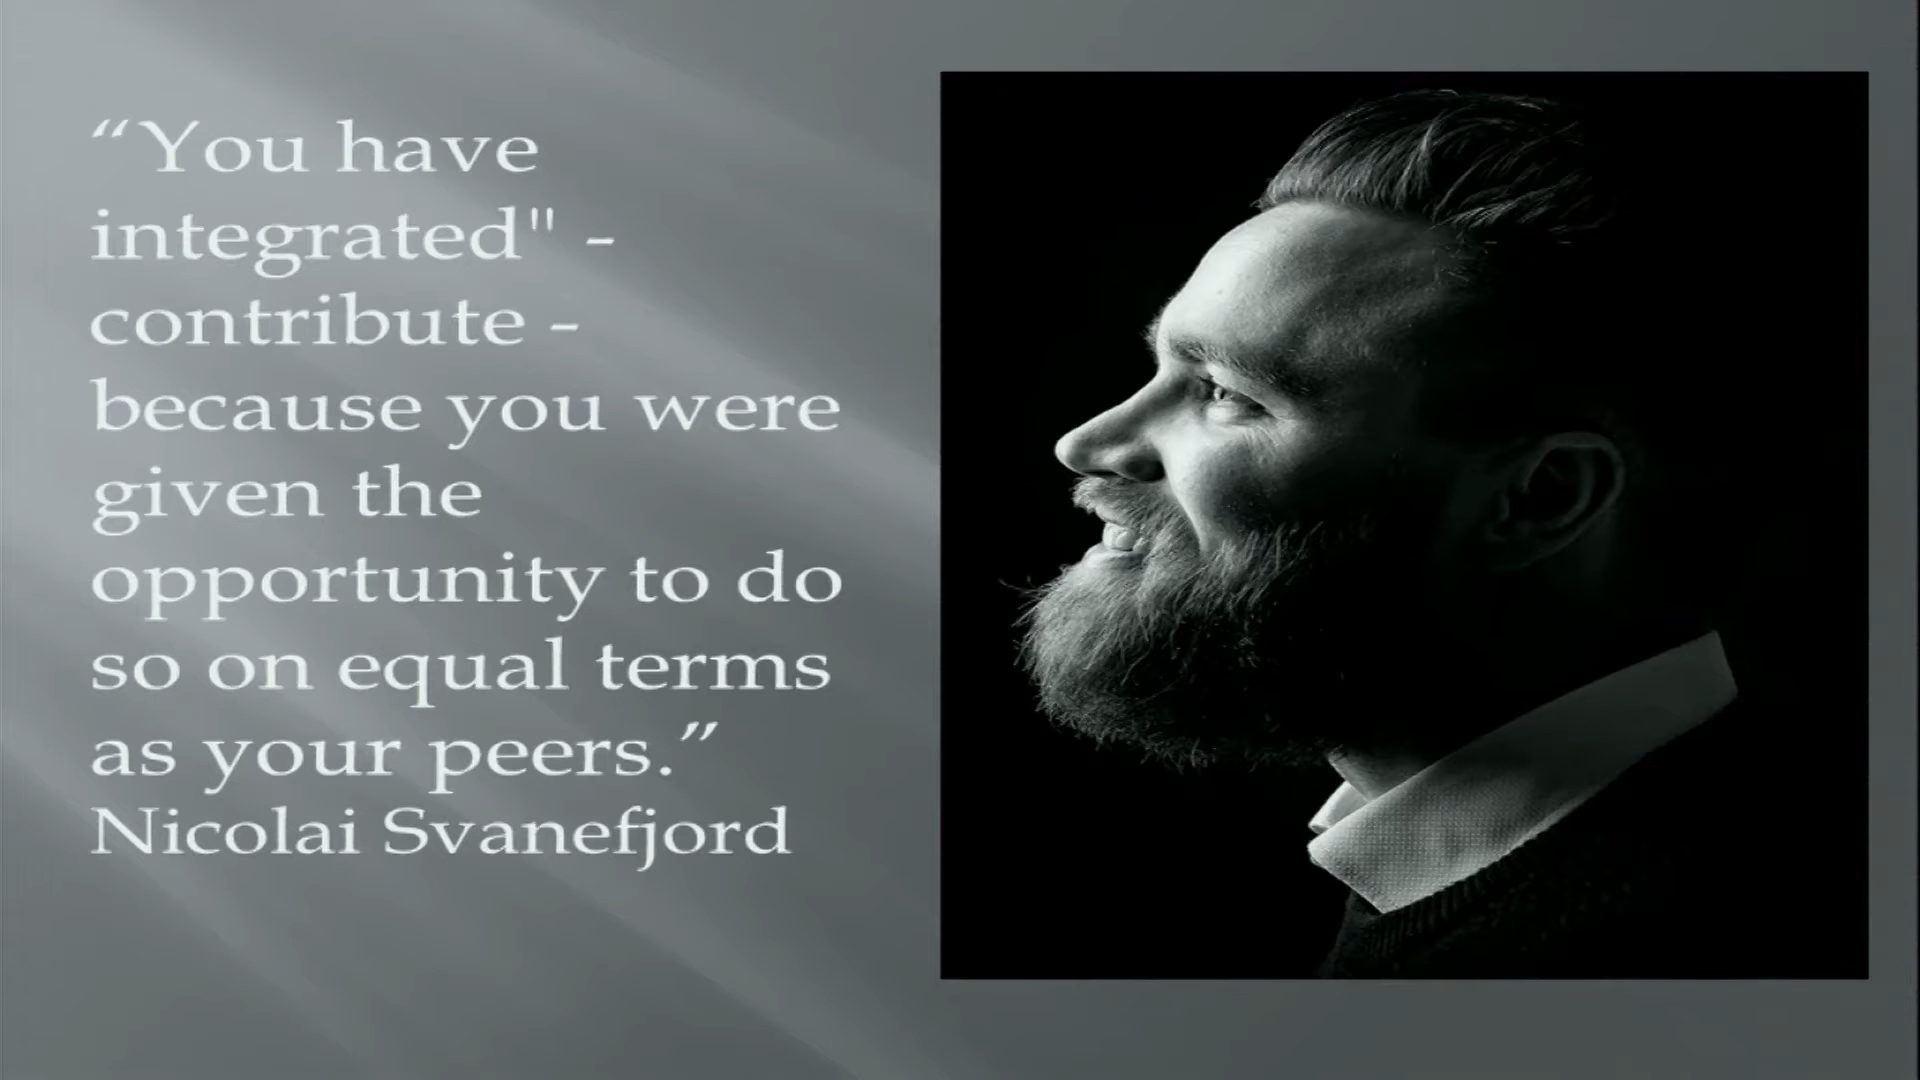 “You have
integrated" -
contribute -
because you were
given the
opportunity to do
so on equal terms
as your peers.”
Nicolai Svanefjord